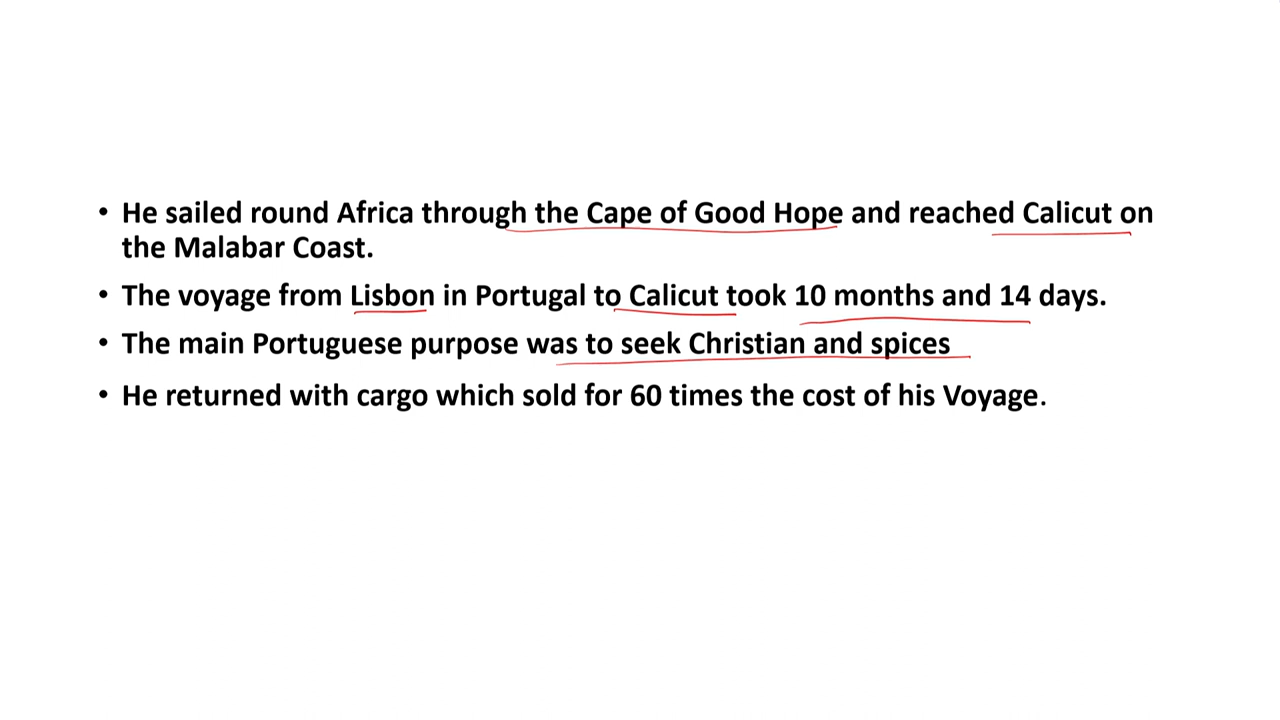 • He sailed round Africa through the Cape of Good Hope and reached Calicut on
the Malabar Coast.
• The voyage from Lisbon in Portugal to Calicut took 10 months and 14 days.
• The main Portuguese purpose was to seek Christian and spices
• He returned with cargo which sold for 60 times the cost of his Voyage.